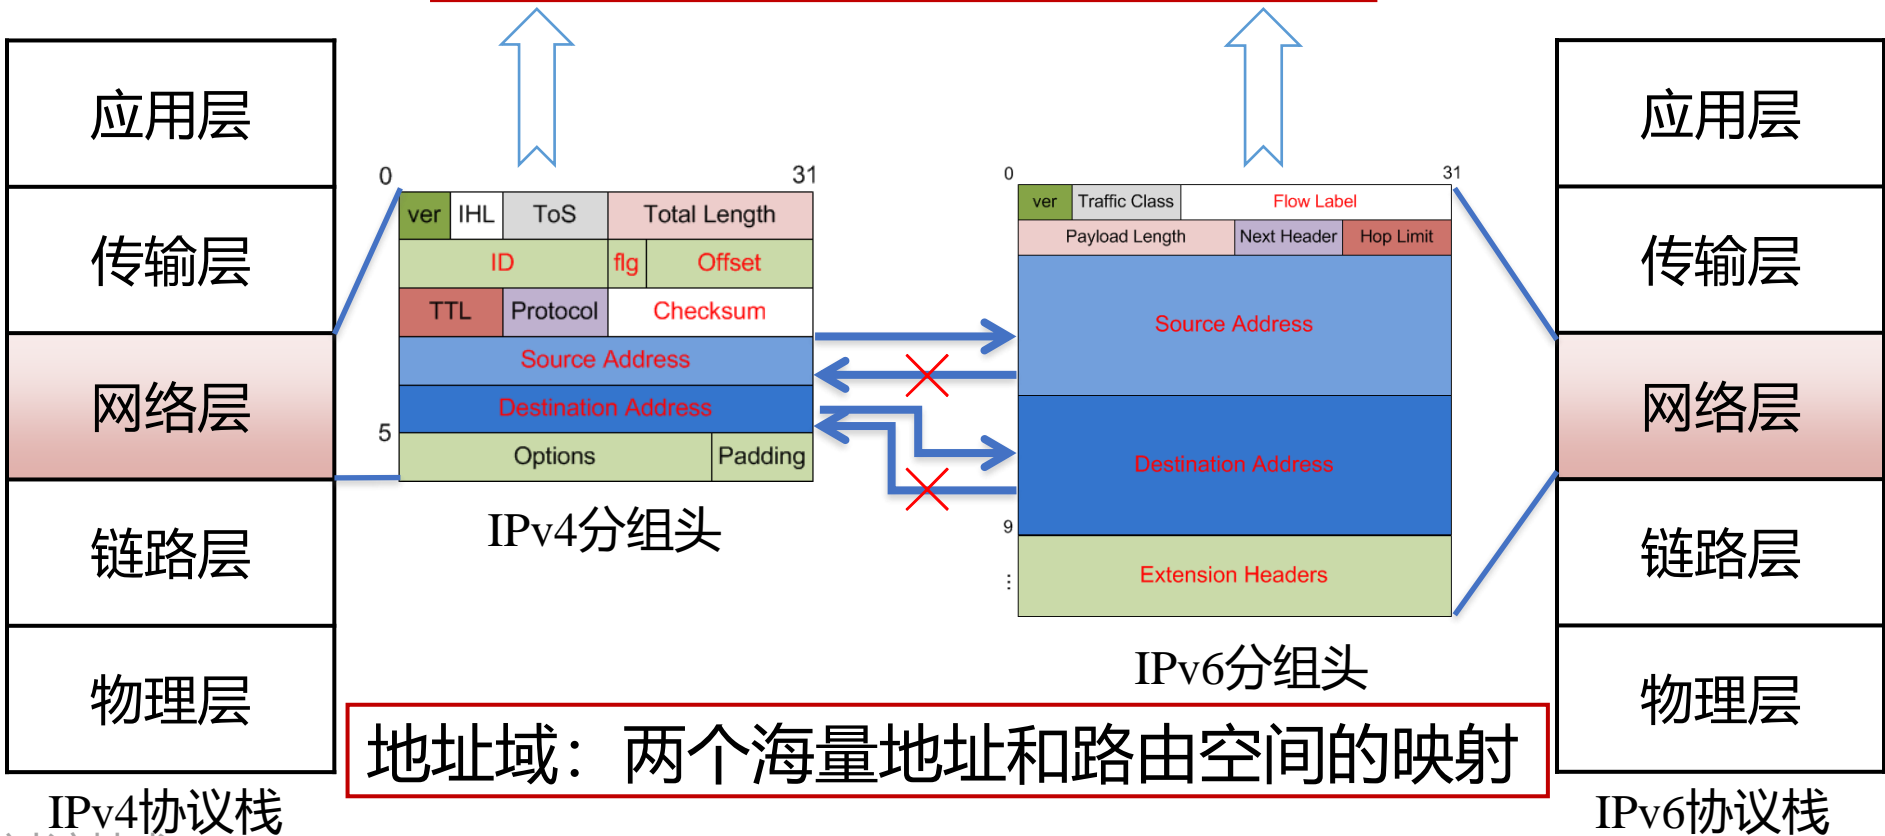 应用层
传输层
网络层
链路层
物理层
IPv4协议栈
0 31
ver IHL ToS Total Length
ID flg Offset
TTL Protocol Checksum
Source Address
Destination Address
5
Options Padding
IPv4分组头
0 31
ver Traffic Class Flow Label
Payload Length Next Header Hop Limit
Source Address
Destination Address
9
⋮
Extension Headers
IPv6分组头
地址域：两个海量地址和路由空间的映射
应用层
传输层
网络层
链路层
物理层
IPv6协议栈